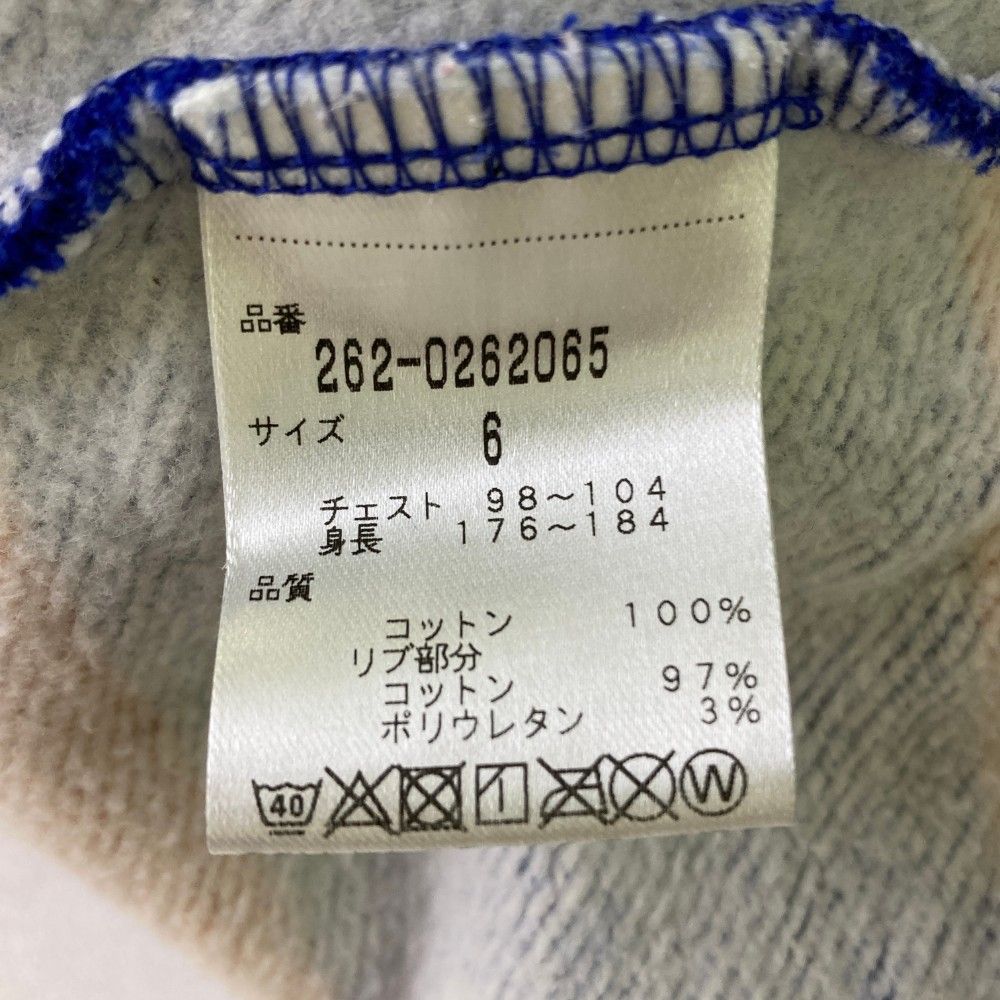 品番
262-0262065
サイズ 6
チェスト 98〜104
身長 176〜184
品質
コットン 100%
リブ部分
コットン 97%
ポリウレタン 3%
40 W